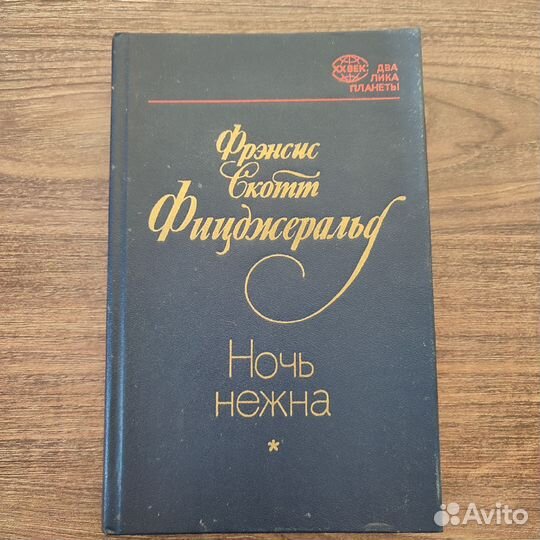 XX ВЕК
ДВА
ЛИКА
ПЛАНЕТЫ
Фрэнсис
Скотт
Фицджеральд
Ночь
нежна
*
Avito